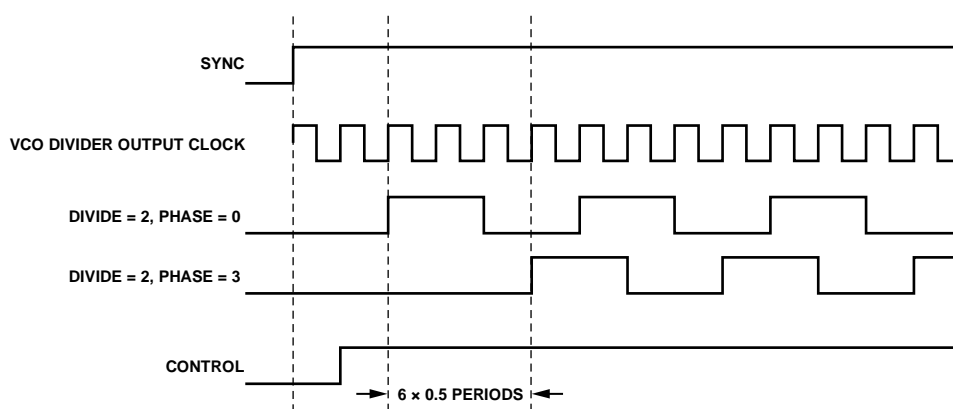 SYNC
VCO DIVIDER OUTPUT CLOCK
DIVIDE = 2, PHASE = 0
DIVIDE = 2, PHASE = 3
CONTROL
6 × 0.5 PERIODS